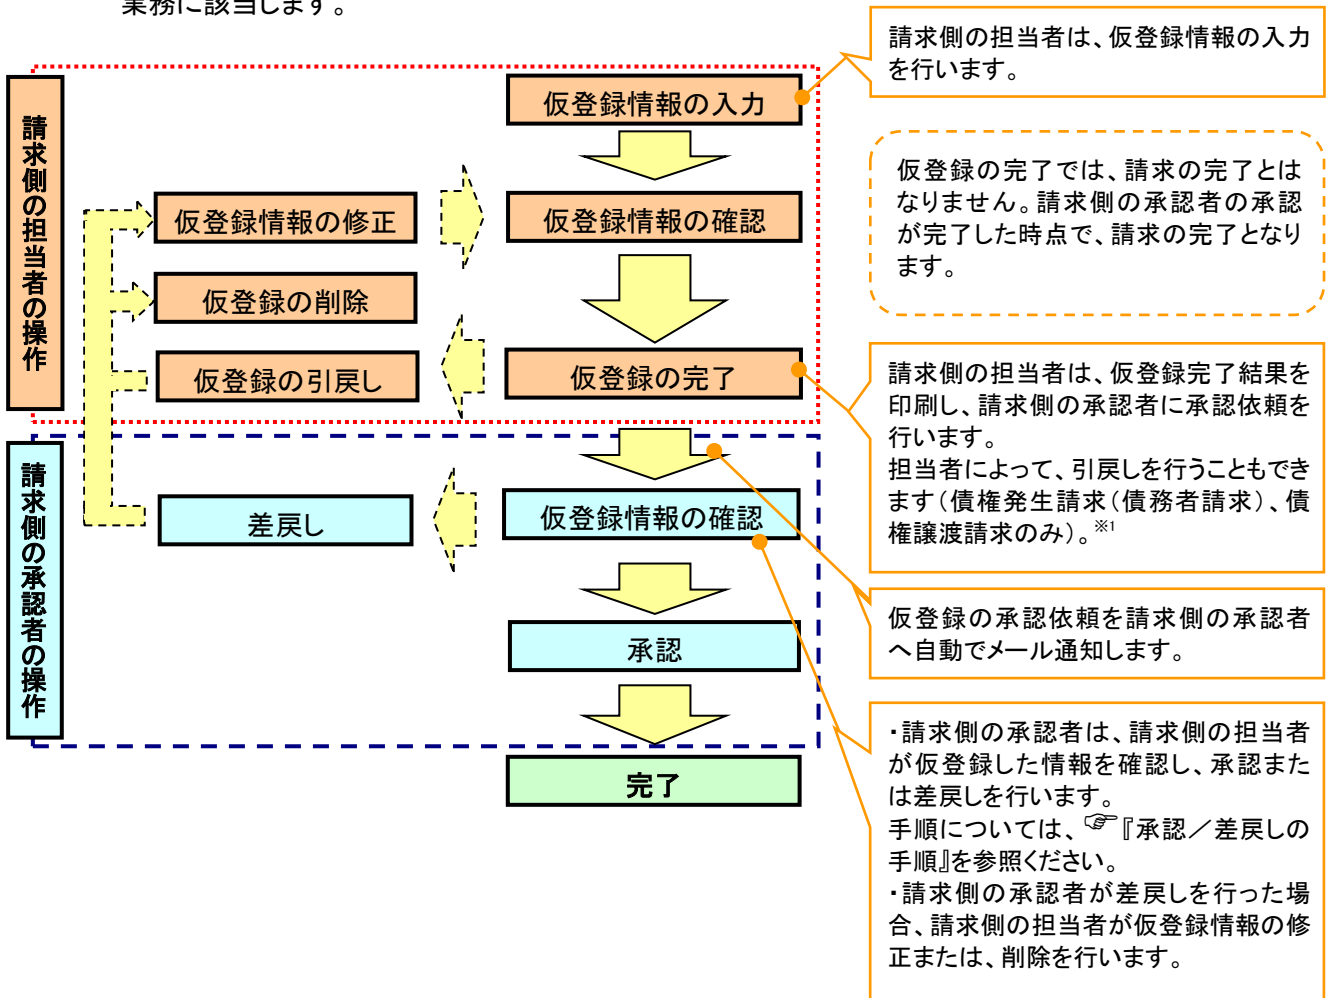 業務に該当します。
請求側の担当者の操作
仮登録情報の入力
仮登録情報の修正
仮登録情報の確認
仮登録の削除
仮登録の引戻し
仮登録の完了
請求側の承認者の操作
差戻し
仮登録情報の確認
承認
完了
請求側の担当者は、仮登録情報の入力
を行います。
仮登録の完了では、請求の完了とは
なりません。請求側の承認者の承認
が完了した時点で、請求の完了となり
ます。
請求側の担当者は、仮登録完了結果を
印刷し、請求側の承認者に承認依頼を
行います。
担当者によって、引戻しを行うこともでき
ます(債権発生請求(債務者請求)、債
権譲渡請求のみ)。※1
仮登録の承認依頼を請求側の承認者
へ自動でメール通知します。
・請求側の承認者は、請求側の担当者
が仮登録した情報を確認し、承認また
は差戻しを行います。
手順については、☞『承認/差戻しの
手順』を参照ください。
・請求側の承認者が差戻しを行った場
合、請求側の担当者が仮登録情報の修
正または、削除を行います。